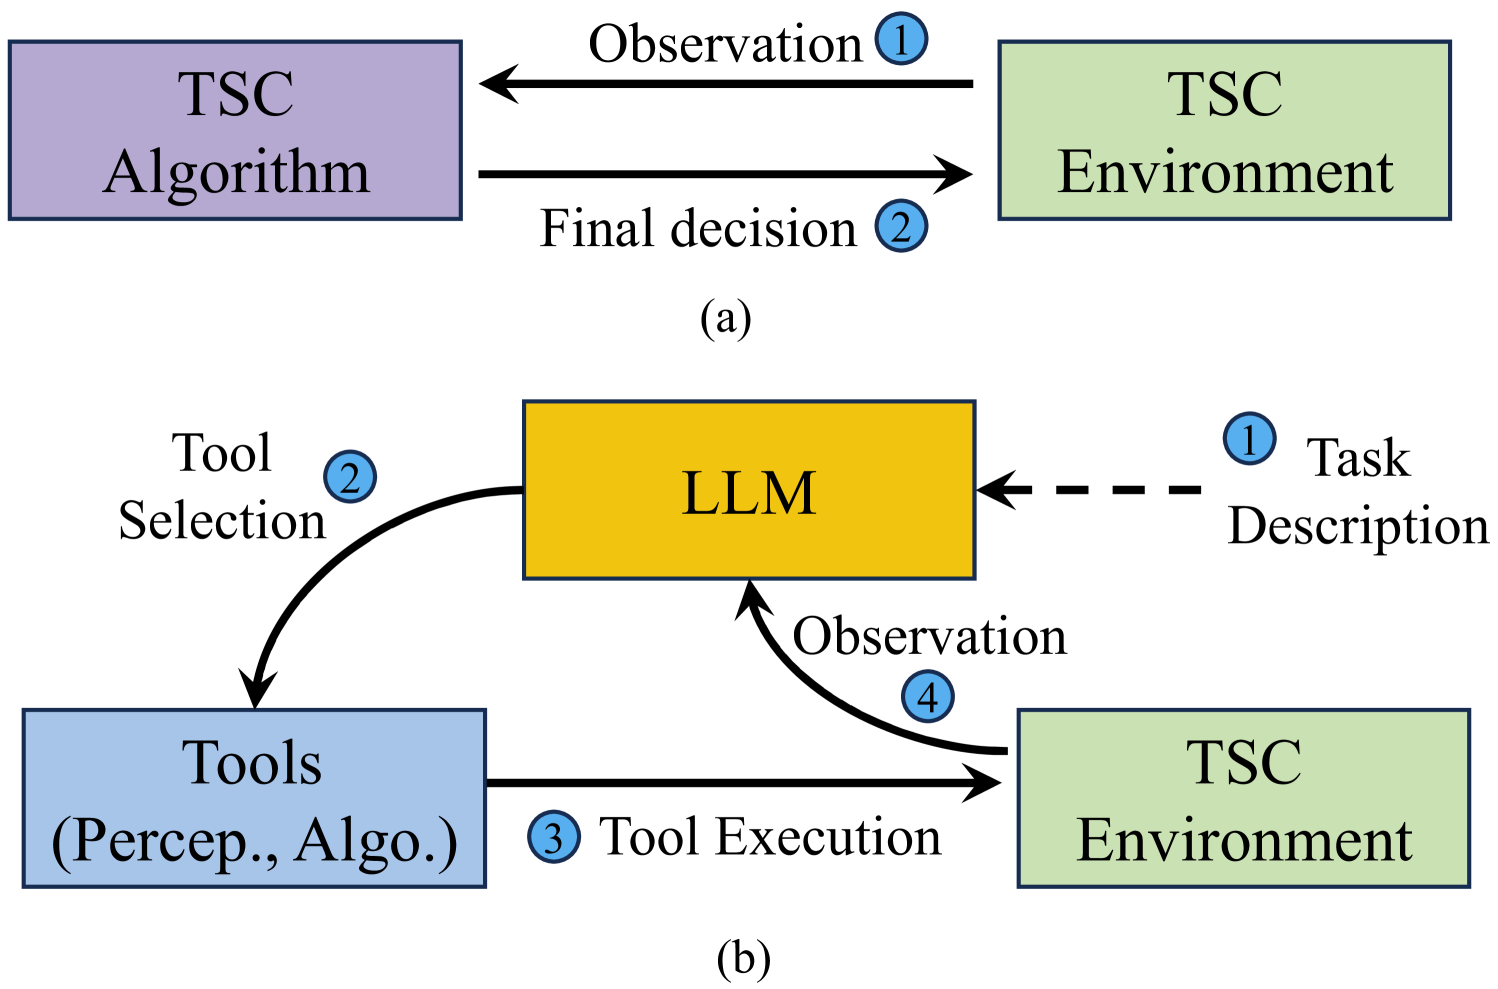 TSC
Algorithm
Observation 1
Final decision 2
TSC
Environment
(a)
Tool
Selection
2
LLM
1
Task
Description
Observation
4
Tools
(Percep., Algo.)
3 Tool Execution
TSC
Environment
(b)